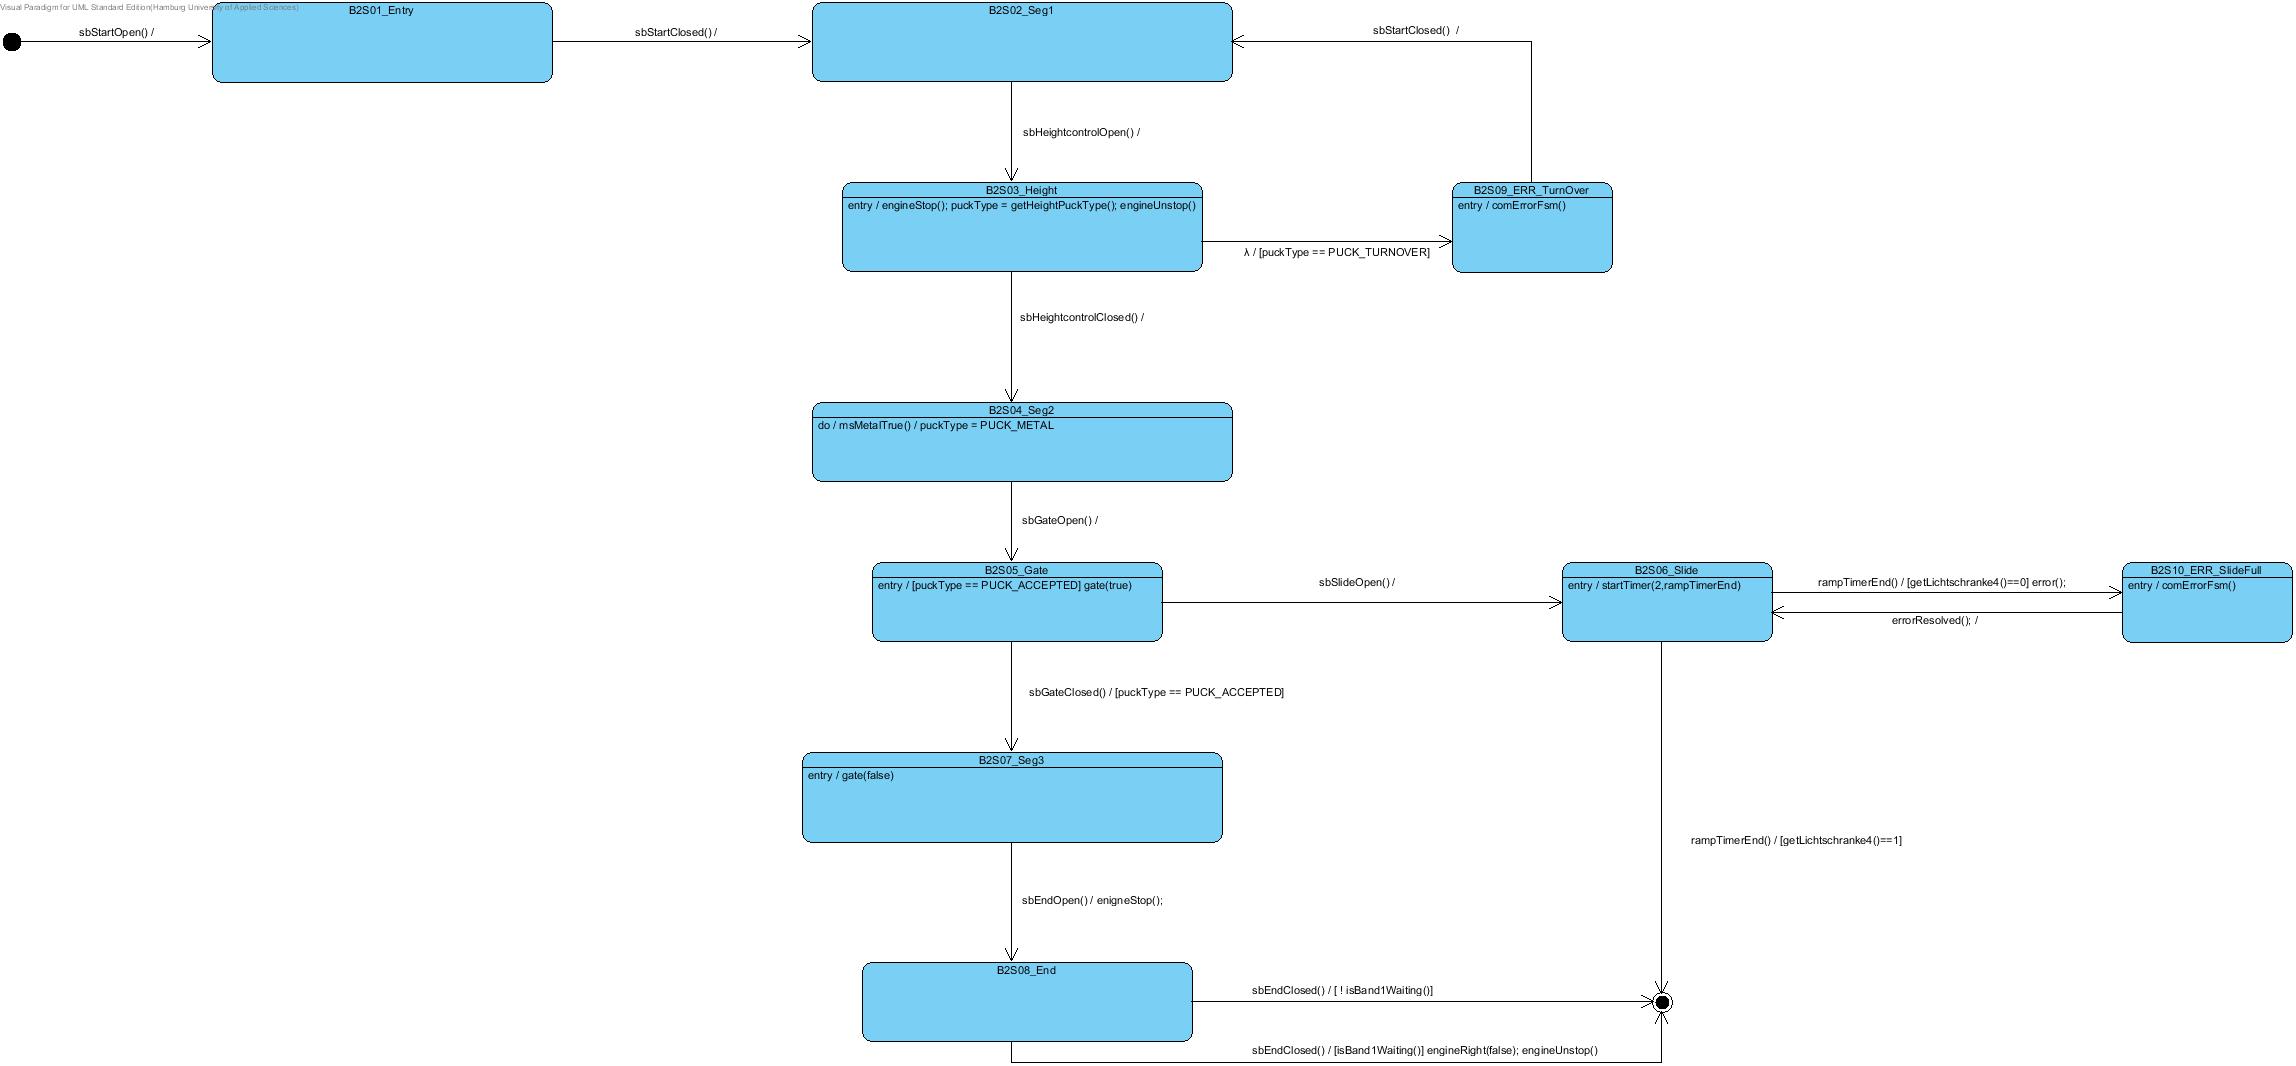 Visual Paradigm for UML Standard Edition(Hamburg University of Applied Sciences)
B2S01_Entry
B2S02_Seg1
sbStartOpen() /
sbStartClosed() /
sbStartClosed()  /
sbHeightcontrolOpen() /
B2S03_Height
entry / engineStop(); puckType = getHeightPuckType(); engineUnstop()
B2S09_ERR_TurnOver
entry / comErrorFsm()
λ / [puckType == PUCK_TURNOVER]
sbHeightcontrolClosed() /
B2S04_Seg2
do / msMetalTrue() / puckType = PUCK_METAL
sbGateOpen() /
B2S05_Gate
entry / [puckType == PUCK_ACCEPTED] gate(true)
sbSlideOpen() /
B2S06_Slide
entry / startTimer(2,rampTimerEnd)
rampTimerEnd() / [getLichtschranke4()==0] error();
B2S10_ERR_SlideFull
entry / comErrorFsm()
errorResolved(); /
sbGateClosed() / [puckType == PUCK_ACCEPTED]
B2S07_Seg3
entry / gate(false)
rampTimerEnd() / [getLichtschranke4()==1]
sbEndOpen() / enigneStop();
B2S08_End
sbEndClosed() / [ ! isBand1Waiting()]
sbEndClosed() / [isBand1Waiting()] engineRight(false); engineUnstop()